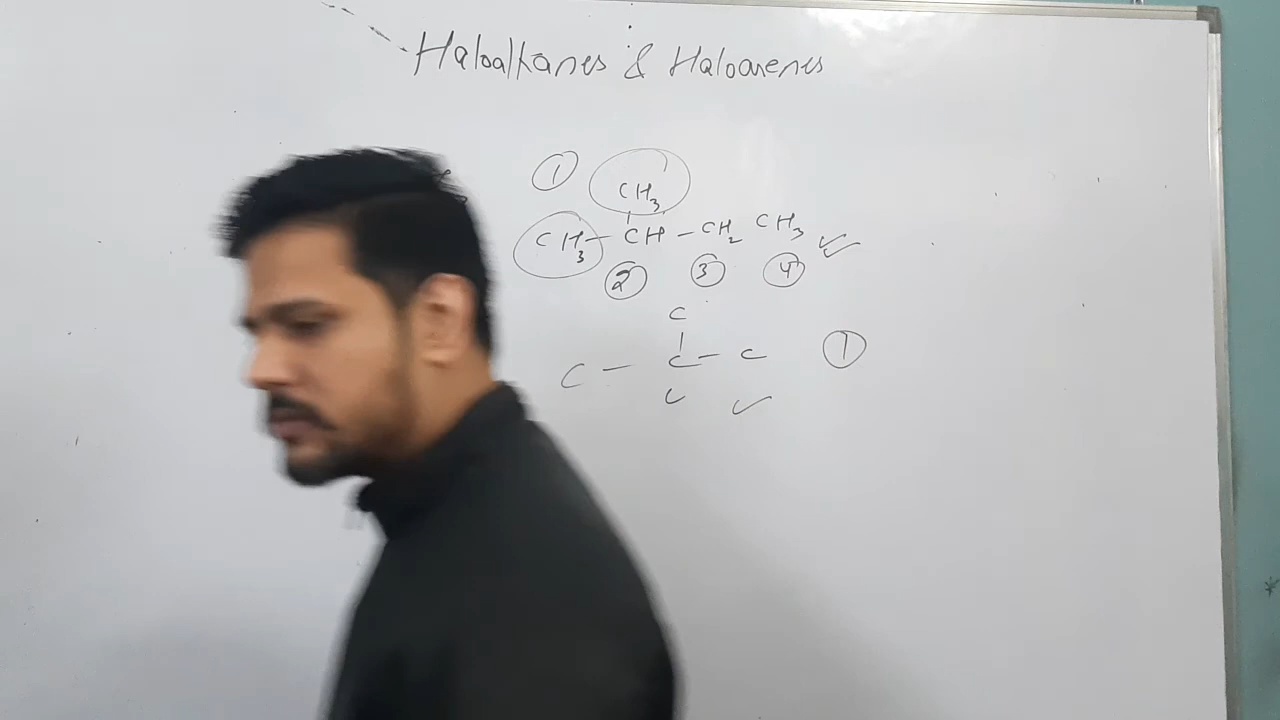 Haloalkanes & Haloarenes
①
CH₃
CH₃ - CH - CH₂ CH₃
② ③ ④
C
C - C - C ①
C